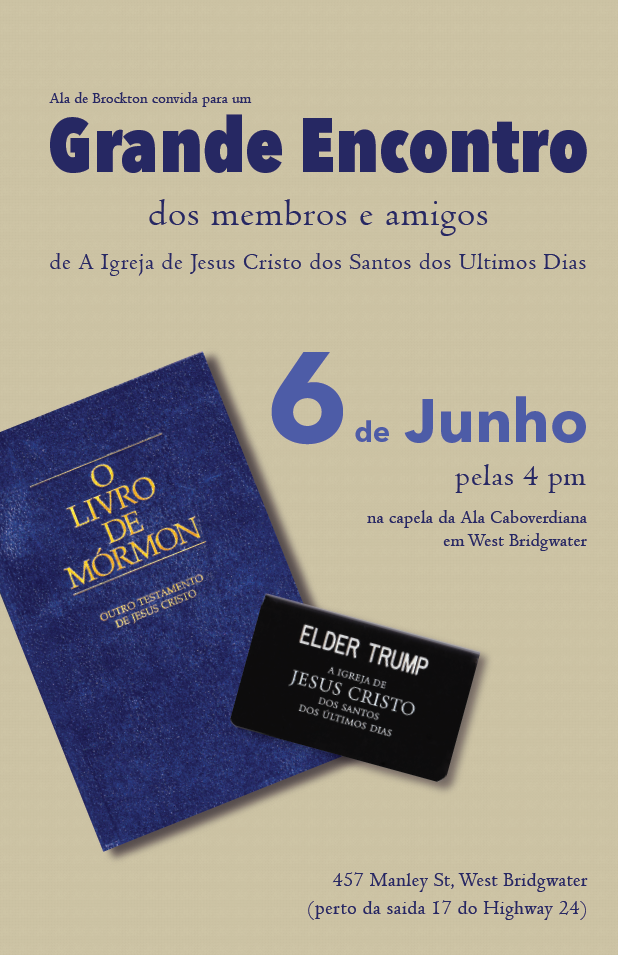 Ala de Brockton convida para um
Grande Encontro
dos membros e amigos
de A Igreja de Jesus Cristo dos Santos dos Ultimos Dias
6 de Junho
pelas 4 pm
na capela da Ala Caboverdiana
em West Bridgwater
O
LIVRO
DE
MÓRMON
OUTRO TESTAMENTO
DE JESUS CRISTO
ELDER TRUMP
A IGREJA DE
JESUS CRISTO
DOS SANTOS
DOS ÚLTIMOS DIAS
457 Manley St, West Bridgwater
(perto da saida 17 do Highway 24)